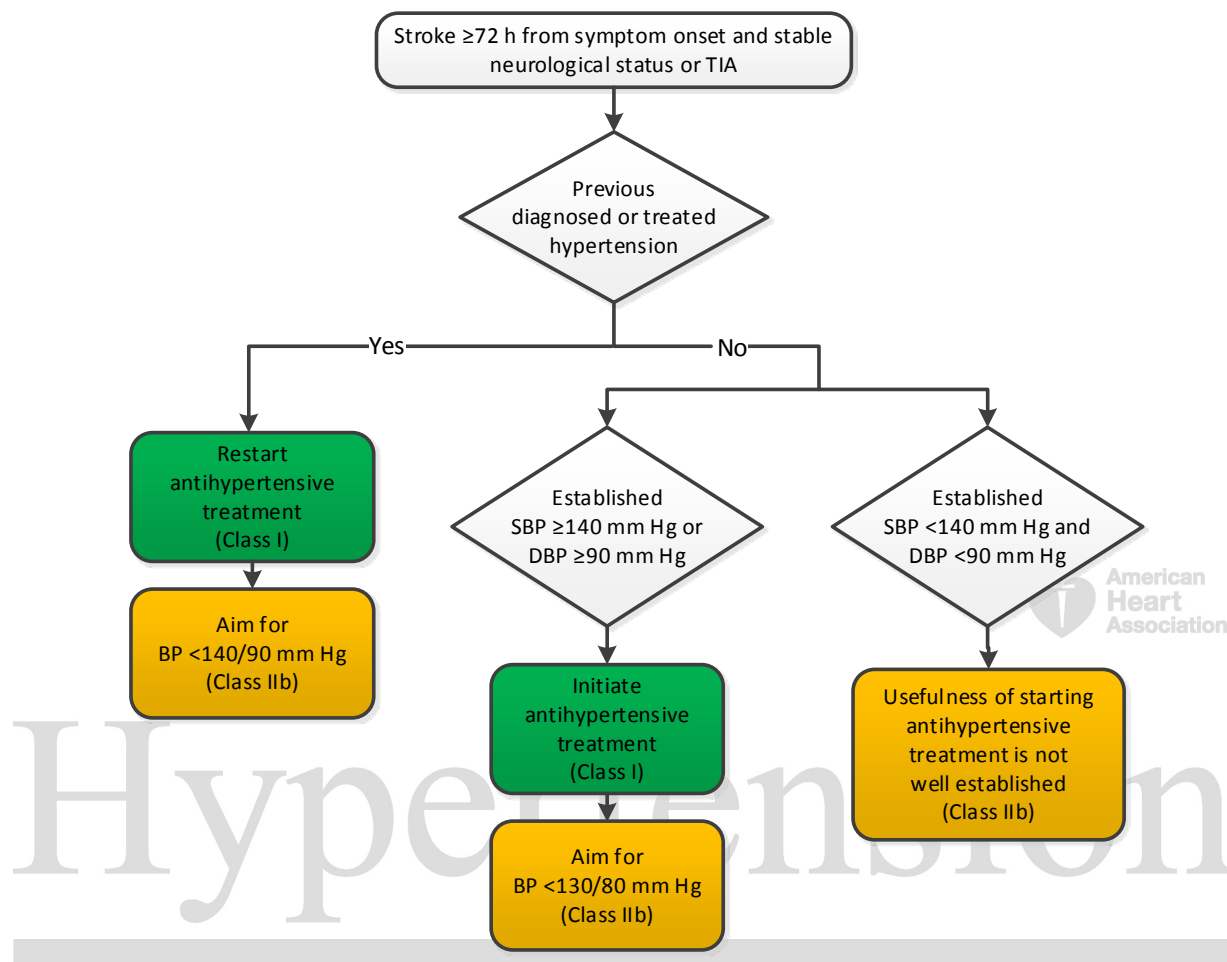 Stroke ≥72 h from symptom onset and stable
neurological status or TIA
Previous
diagnosed or treated
hypertension
Yes
No
Restart
antihypertensive
treatment
(Class I)
Aim for
BP <140/90 mm Hg
(Class IIb)
Established
SBP ≥140 mm Hg or
DBP ≥90 mm Hg
Initiate
antihypertensive
treatment
(Class I)
Aim for
BP <130/80 mm Hg
(Class IIb)
Established
SBP <140 mm Hg and
DBP <90 mm Hg
Usefulness of starting
antihypertensive
treatment is not
well established
(Class IIb)
American
Heart
Association
Hypertension